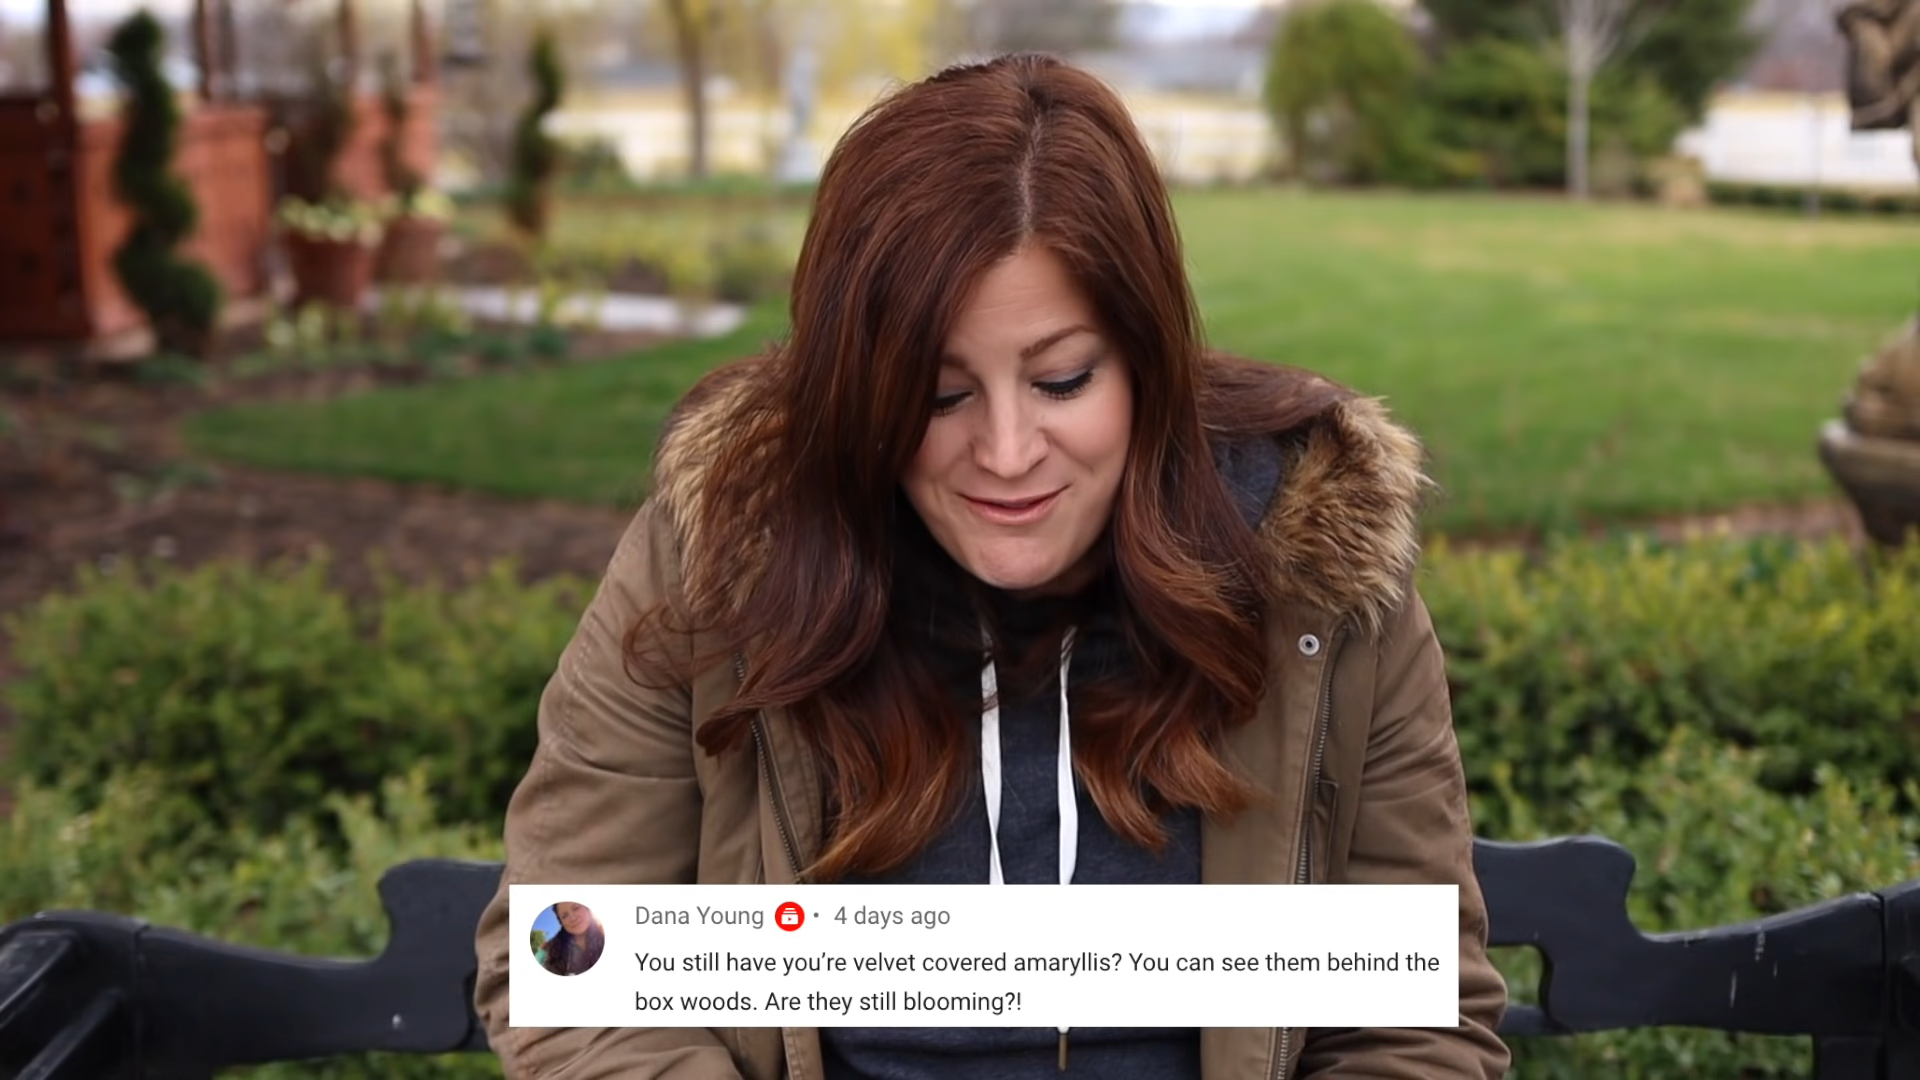 Dana Young • 4 days ago
You still have you’re velvet covered amaryllis? You can see them behind the
box woods. Are they still blooming?!